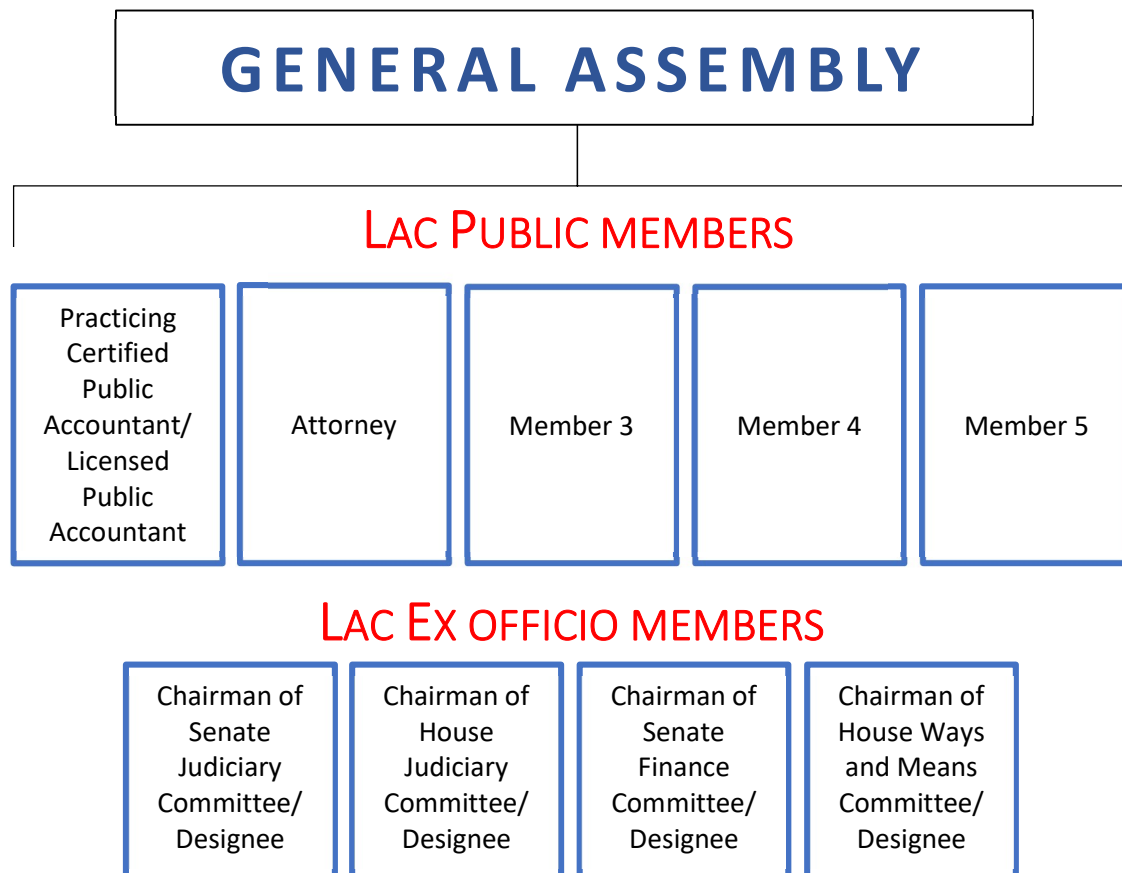 GENERAL ASSEMBLY
LAC PUBLIC MEMBERS
Practicing
Certified
Public
Accountant/
Licensed
Public
Accountant
Attorney
Member 3
Member 4
Member 5
LAC EX OFFICIO MEMBERS
Chairman of
Senate
Judiciary
Committee/
Designee
Chairman of
House
Judiciary
Committee/
Designee
Chairman of
Senate
Finance
Committee/
Designee
Chairman of
House Ways
and Means
Committee/
Designee